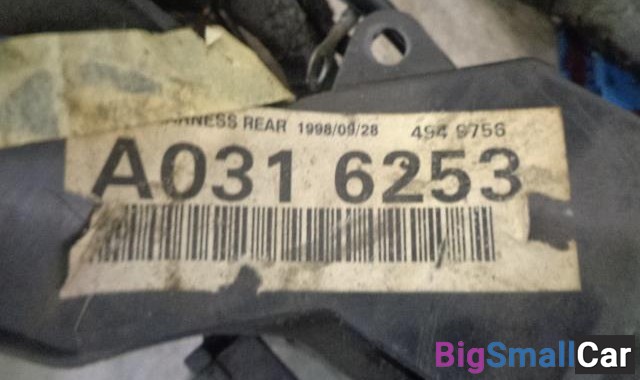 HARNESS REAR 1998/09/28 494 9756
A031 6253
BigSmallCar